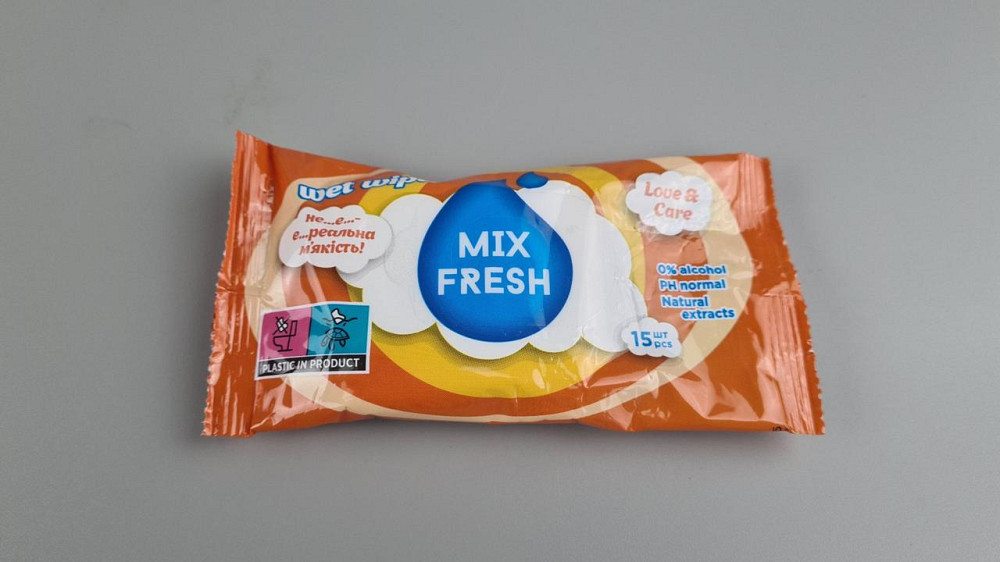 wet wip
не...е...-
е...реальна
м'якість!
MIX
FRESH
Love &
Care
0% alcohol
PH normal
Natural
extracts
15 шт
pcs
PLASTIC IN PRODUCT